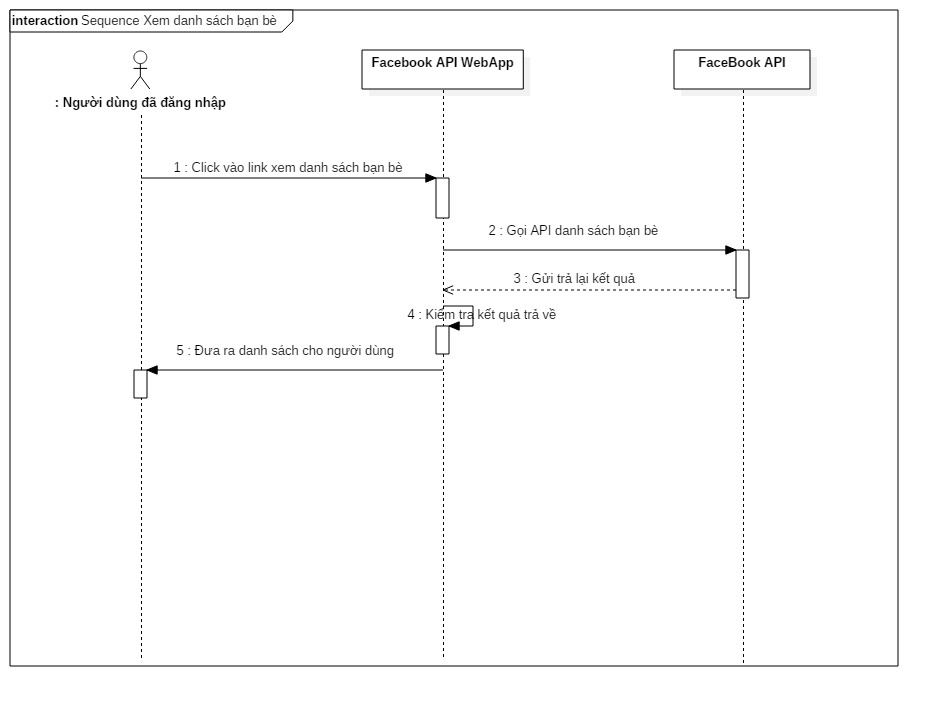 interaction Sequence Xem danh sách bạn bè
Facebook API WebApp
FaceBook API
: Người dùng đã đăng nhập
1 : Click vào link xem danh sách bạn bè
2 : Gọi API danh sách bạn bè
3 : Gửi trả lại kết quả
4 : Kiểm tra kết quả trả về
5 : Đưa ra danh sách cho người dùng